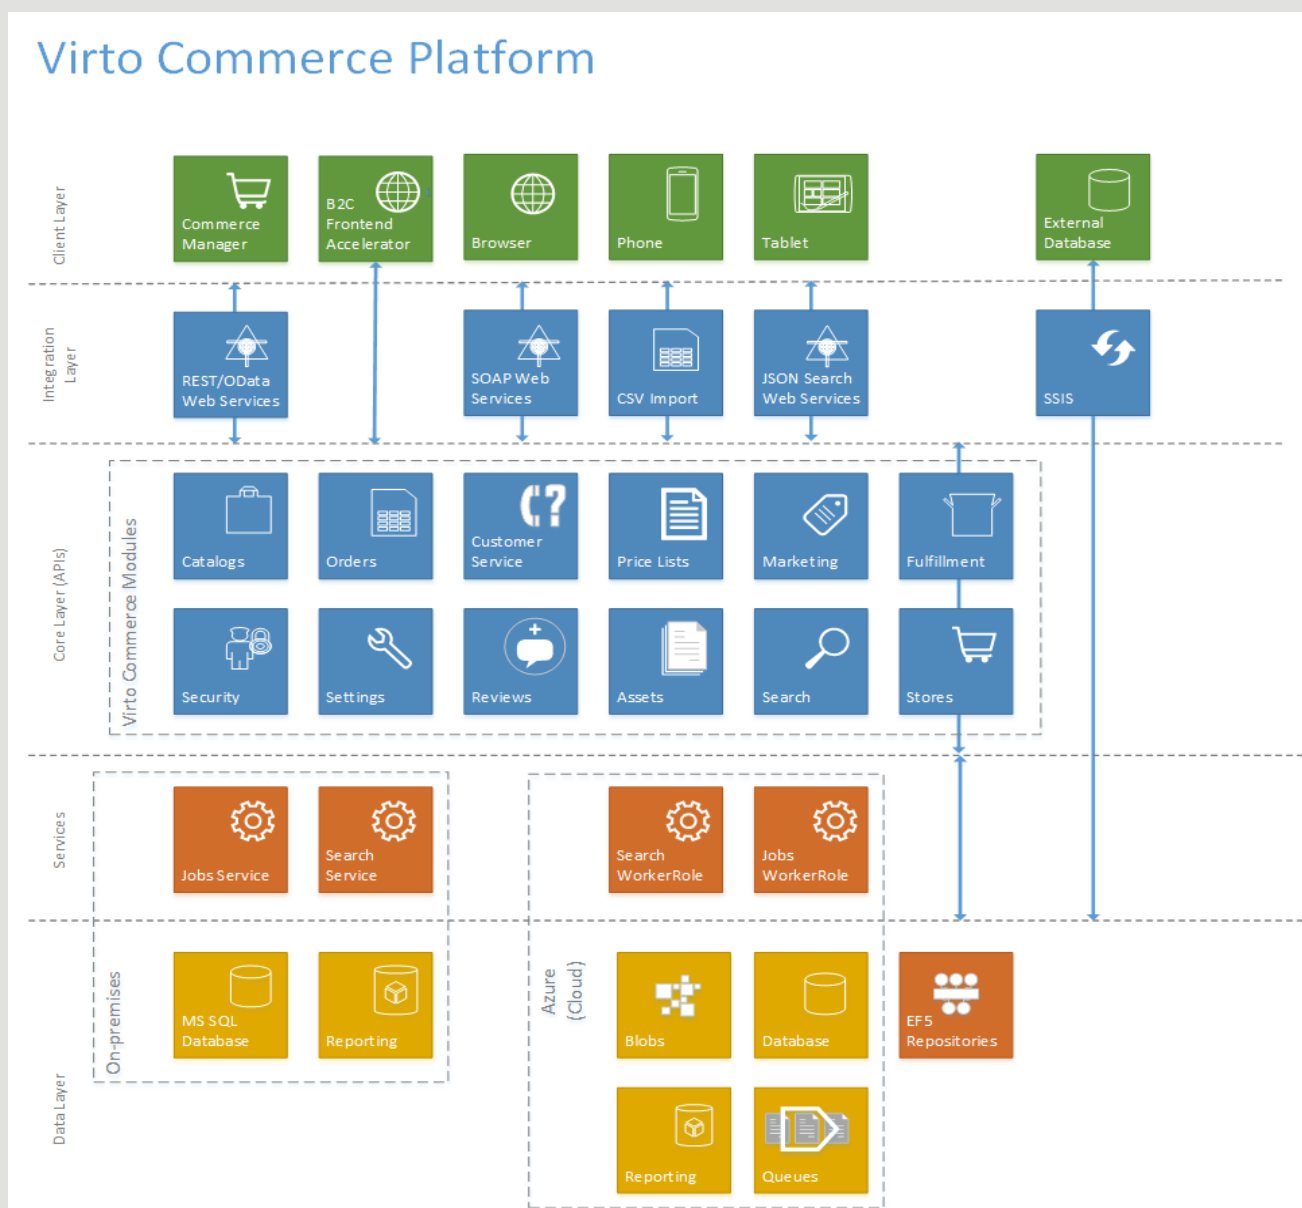 Virto Commerce Platform
Client Layer
Commerce
Manager
B2C
Frontend
Accelerator
Browser
Phone
Tablet
External
Database
Integration
Layer
REST/OData
Web Services
SOAP Web
Services
CSV Import
JSON Search
Web Services
SSIS
Core Layer (APIs)
Virto Commerce Modules
Catalogs
Orders
Customer
Service
Price Lists
Marketing
Fulfillment
Security
Settings
Reviews
Assets
Search
Stores
Services
Jobs Service
Search
Service
Search
WorkerRole
Jobs
WorkerRole
Data Layer
On-premises
MS SQL
Database
Reporting
Azure
(Cloud)
Blobs
Database
EF5
Repositories
Reporting
Queues